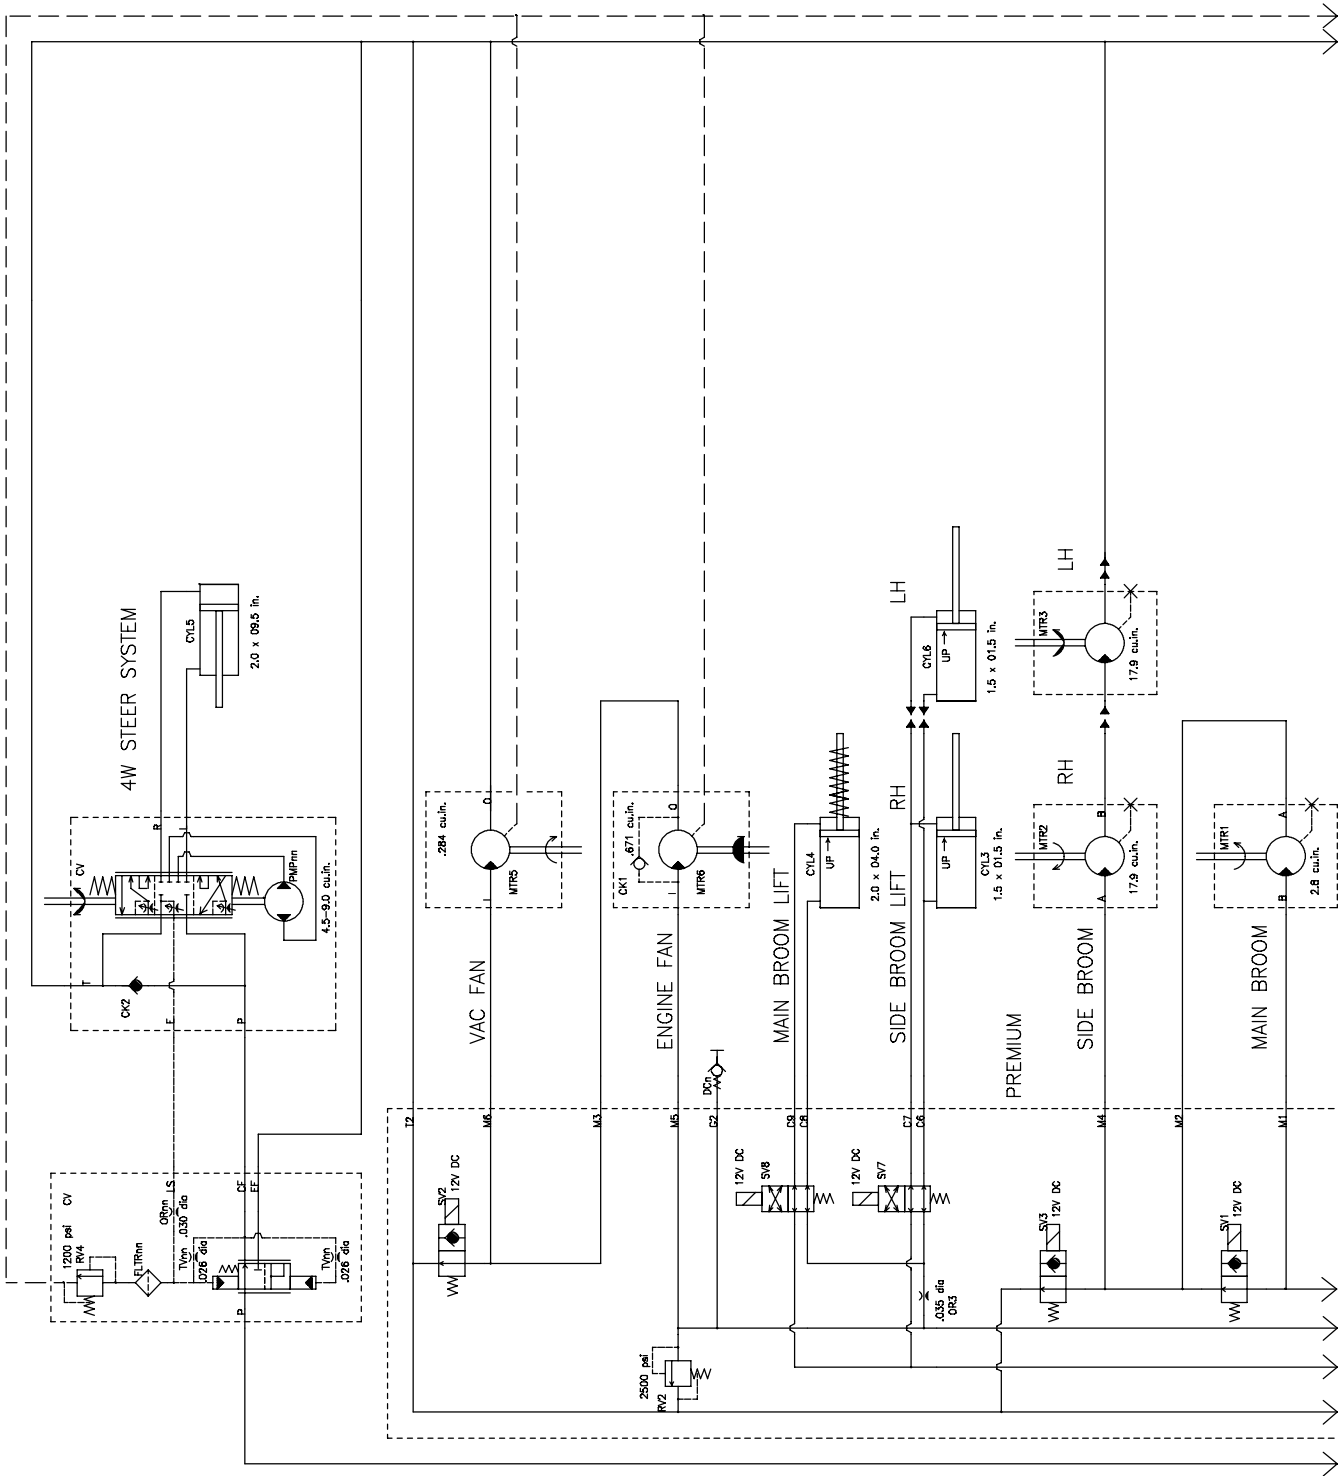 4W STEER SYSTEM
CYL5
2.0 x 09.5 in.
CV
R
L
PMPnn
4.5-9.0 cu.in.
T
CK2
E
P
1200 psi
RV4
CV
FLTRnn
ORnn
.030 dia
LS
TVnn
.026 dia
CF
EF
TVnn
.026 dia
P
VAC FAN
.284 cu.in.
MTR5
I
O
ENGINE FAN
.671 cu.in.
CK1
MTR6
I
O
MAIN BROOM LIFT
CYL4
UP
2.0 x 04.0 in.
SIDE BROOM LIFT
RH
LH
CYL6
UP
1.5 x 01.5 in.
UP
CYL3
1.5 x 01.5 in.
PREMIUM
SIDE BROOM
RH
LH
MTR3
17.9 cu.in.
MTR2
17.9 cu.in.
A
B
MAIN BROOM
MTR1
2.8 cu.in.
B
A
T2
M6
M3
M5
G2
C9
C8
C7
C6
M4
M2
M1
DCn
SV2
12V DC
12V DC
SV8
12V DC
SV7
SV3
12V DC
SV1
12V DC
.035 dia
OR3
2500 psi
RV2